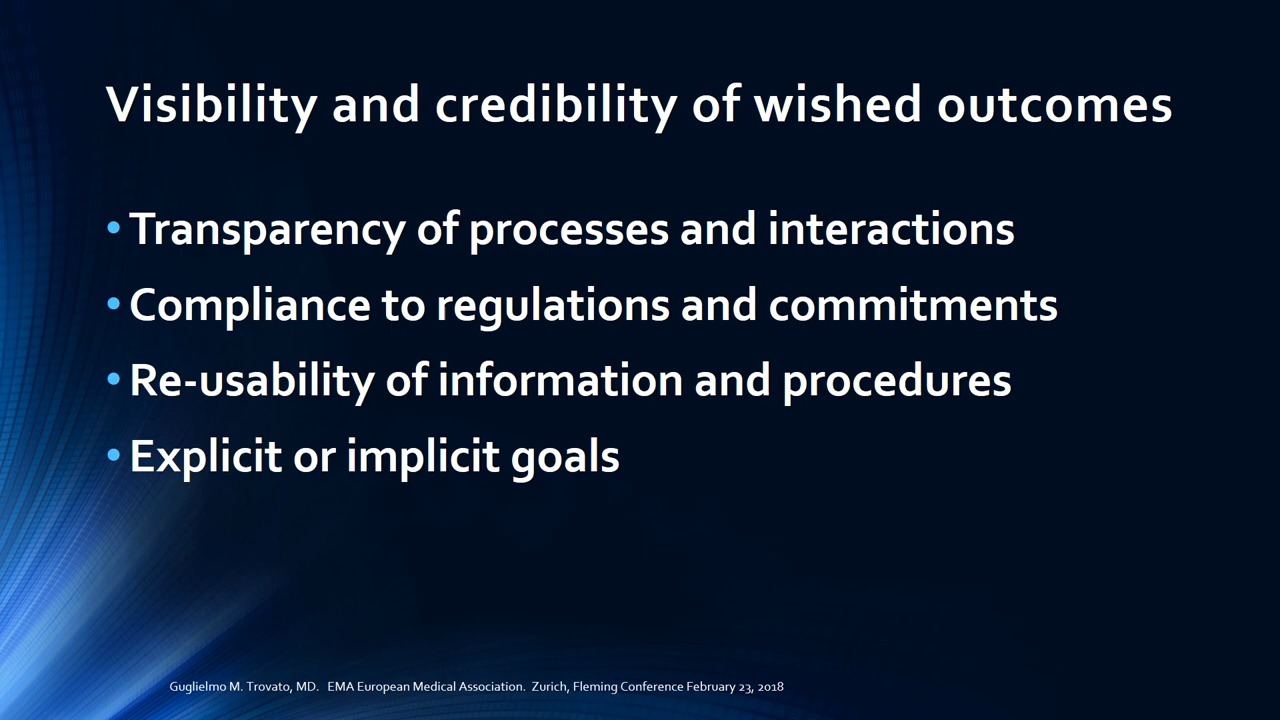 Visibility and credibility of wished outcomes
• Transparency of processes and interactions
• Compliance to regulations and commitments
• Re-usability of information and procedures
• Explicit or implicit goals
Guglielmo M. Trovato, MD. EMA European Medical Association. Zurich, Fleming Conference February 23, 2018